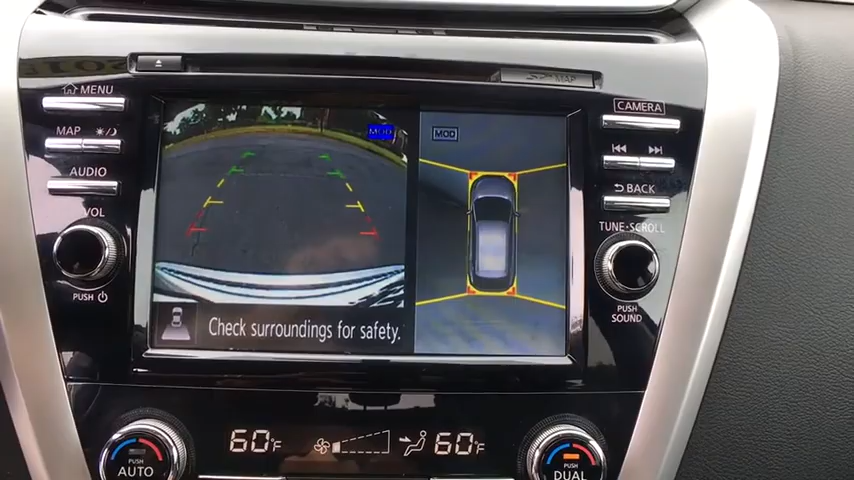 MENU
MAP
AUDIO
VOL
PUSH
MOD
MOD
Check surroundings for safety.
CAMERA
BACK
TUNE·SCROLL
PUSH
SOUND
60°F
60°F
PUSH
AUTO
PUSH
DUAL